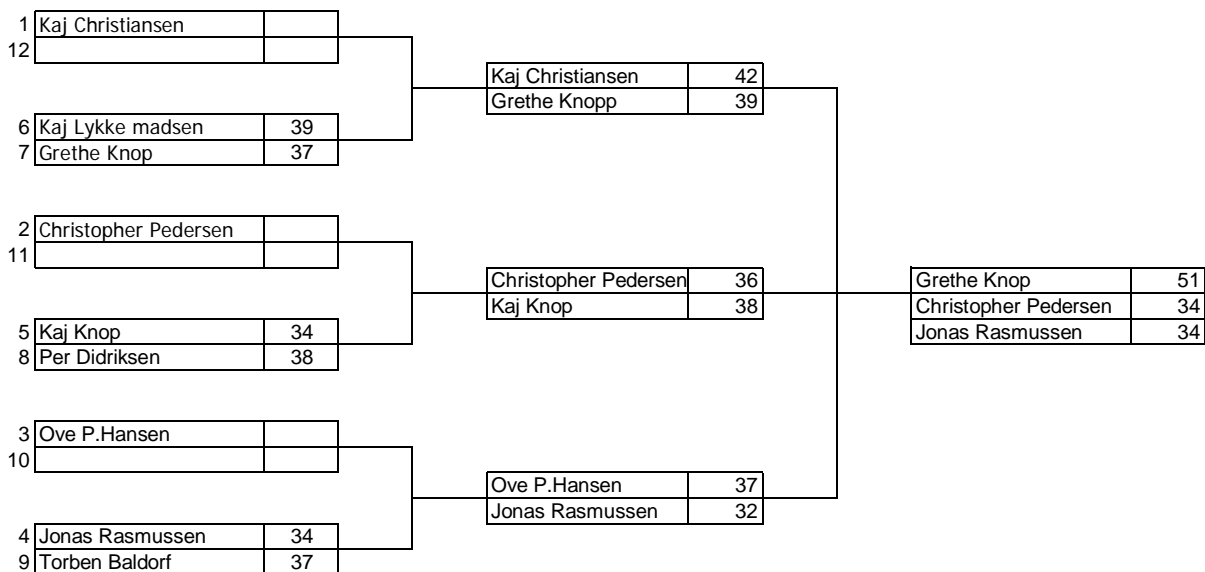 1 Kaj Christiansen
12
Kaj Christiansen 42
Grethe Knopp 39
6 Kaj Lykke madsen 39
7 Grethe Knop 37
2 Christopher Pedersen
11
Christopher Pedersen 36
Kaj Knop 38
Grethe Knop 51
Christopher Pedersen 34
Jonas Rasmussen 34
5 Kaj Knop 34
8 Per Didriksen 38
3 Ove P.Hansen
10
Ove P.Hansen 37
Jonas Rasmussen 32
4 Jonas Rasmussen 34
9 Torben Baldorf 37